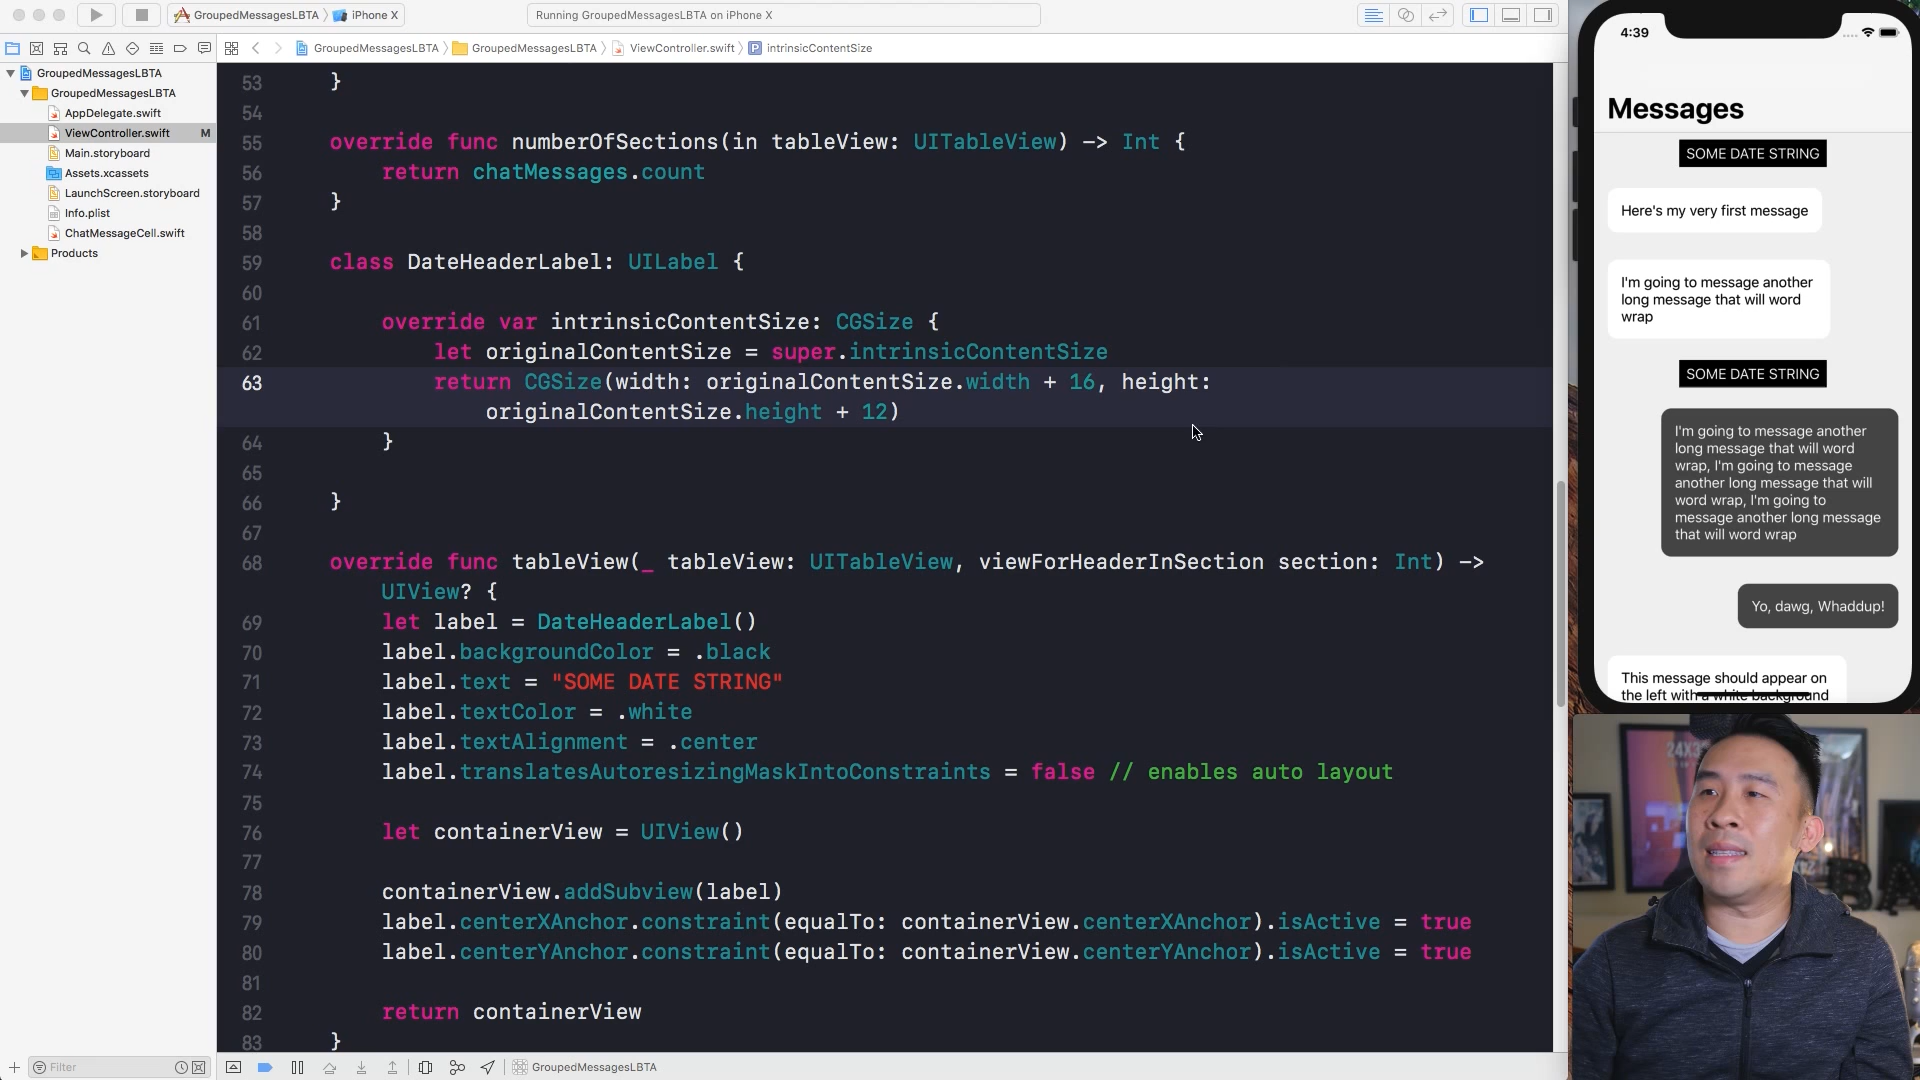 GroupedMessagesLBTA
iPhone X
Running GroupedMessagesLBTA on iPhone X
GroupedMessagesLBTA
GroupedMessagesLBTA
ViewController.swift
P
intrinsicContentSize
GroupedMessagesLBTA
GroupedMessagesLBTA
AppDelegate.swift
ViewController.swift M
Main.storyboard
Assets.xcassets
LaunchScreen.storyboard
Info.plist
ChatMessageCell.swift
Products
53 }
54
55 override func numberOfSections(in tableView: UITableView) -> Int {
56 return chatMessages.count
57 }
58
59 class DateHeaderLabel: UILabel {
60
61 override var intrinsicContentSize: CGSize {
62 let originalContentSize = super.intrinsicContentSize
63 return CGSize(width: originalContentSize.width + 16, height:
originalContentSize.height + 12)
64 }
65
66 }
67
68 override func tableView(_ tableView: UITableView, viewForHeaderInSection section: Int) ->
UIView? {
69 let label = DateHeaderLabel()
70 label.backgroundColor = .black
71 label.text = "SOME DATE STRING"
72 label.textColor = .white
73 label.textAlignment = .center
74 label.translatesAutoresizingMaskIntoConstraints = false // enables auto layout
75
76 let containerView = UIView()
77
78 containerView.addSubview(label)
79 label.centerXAnchor.constraint(equalTo: containerView.centerXAnchor).isActive = true
80 label.centerYAnchor.constraint(equalTo: containerView.centerYAnchor).isActive = true
81
82 return containerView
83 }
Filter
GroupedMessagesLBTA
4:39
Messages
SOME DATE STRING
Here's my very first message
I'm going to message another
long message that will word
wrap
SOME DATE STRING
I'm going to message another
long message that will word
wrap, I'm going to message
another long message that will
word wrap, I'm going to
message another long message
that will word wrap
Yo, dawg, Whaddup!
This message should appear on
the left with a white background